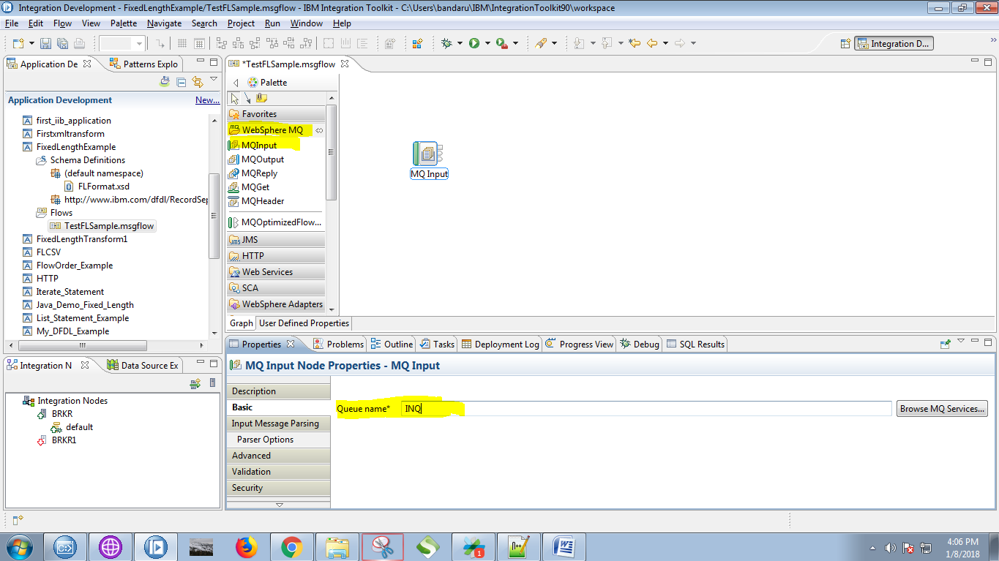 Integration Development - FixedLengthExample/TestFLSample.msgflow - IBM Integration Toolkit - C:\Users\bandaru\IBM\IntegrationToolkit90\workspace
File Edit Flow View Palette Navigate Search Project Run Window Help
Integration D...
Application De
Patterns Explo
Application Development
New...
first_iib_application
Firstxmltransform
FixedLengthExample
Schema Definitions
(default namespace)
FLFormat.xsd
http://www.ibm.com/dfdl/RecordSep
Flows
TestFLSample.msgflow
FixedLengthTransform1
FLCSV
FlowOrder_Example
HTTP
Iterate_Statement
Java_Demo_Fixed_Length
List_Statement_Example
My_DFDL_Example
Integration N
Data Source Ex
Integration Nodes
BRKR
default
BRKR1
*TestFLSample.msgflow
Palette
Favorites
WebSphere MQ
MQInput
MQOutput
MQReply
MQGet
MQHeader
MQOptimizedFlow...
JMS
HTTP
Web Services
SCA
WebSphere Adapters
MQ Input
Graph
User Defined Properties
Properties
Problems
Outline
Tasks
Deployment Log
Progress View
Debug
SQL Results
MQ Input Node Properties - MQ Input
Description
Basic
Input Message Parsing
Parser Options
Advanced
Validation
Security
Queue name*
INQ
Browse MQ Services...
4:06 PM
1/8/2018